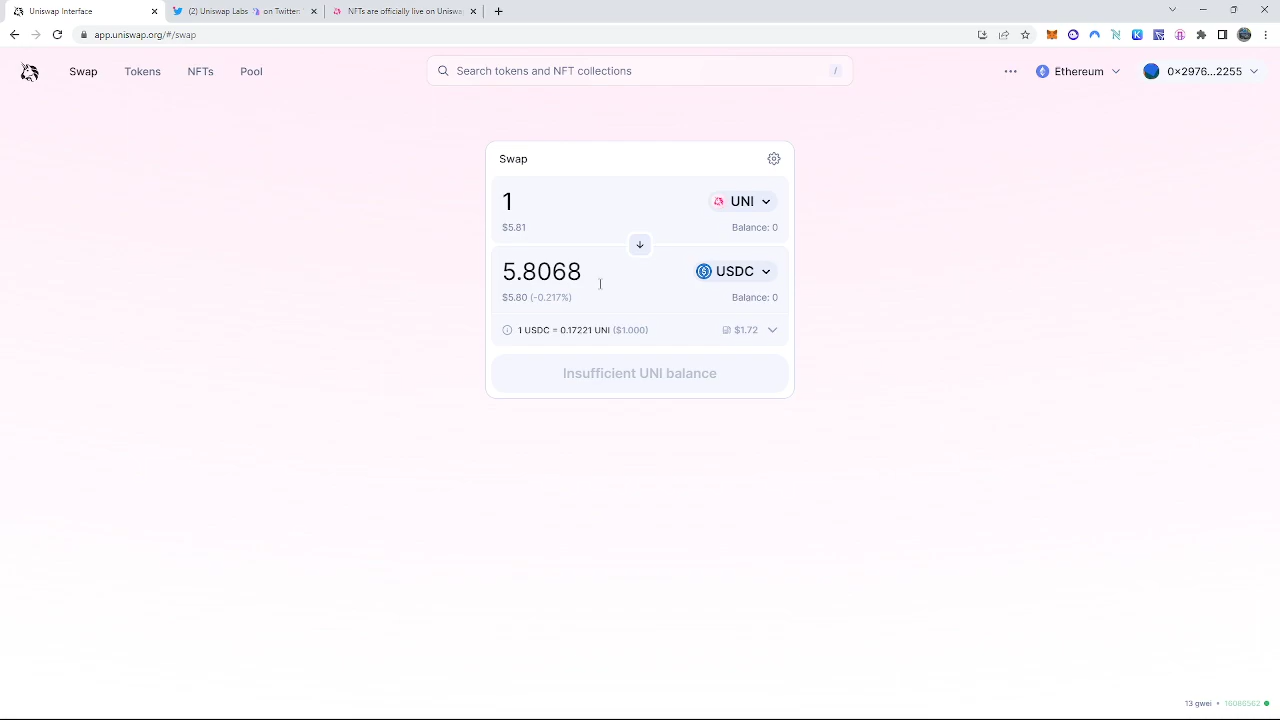 Uniswap Interface
(2) Uniswap Labs on Twitter:
NFTs are officially live on Uniswap
app.uniswap.org/#/swap
Swap
Tokens
NFTs
Pool
Search tokens and NFT collections
/
Ethereum
0x2976...2255
Swap
1
UNI
$5.81
Balance: 0
5.8068
USDC
$5.80 (-0.217%)
Balance: 0
1 USDC = 0.17221 UNI ($1.000)
$1.72
Insufficient UNI balance
13 gwei